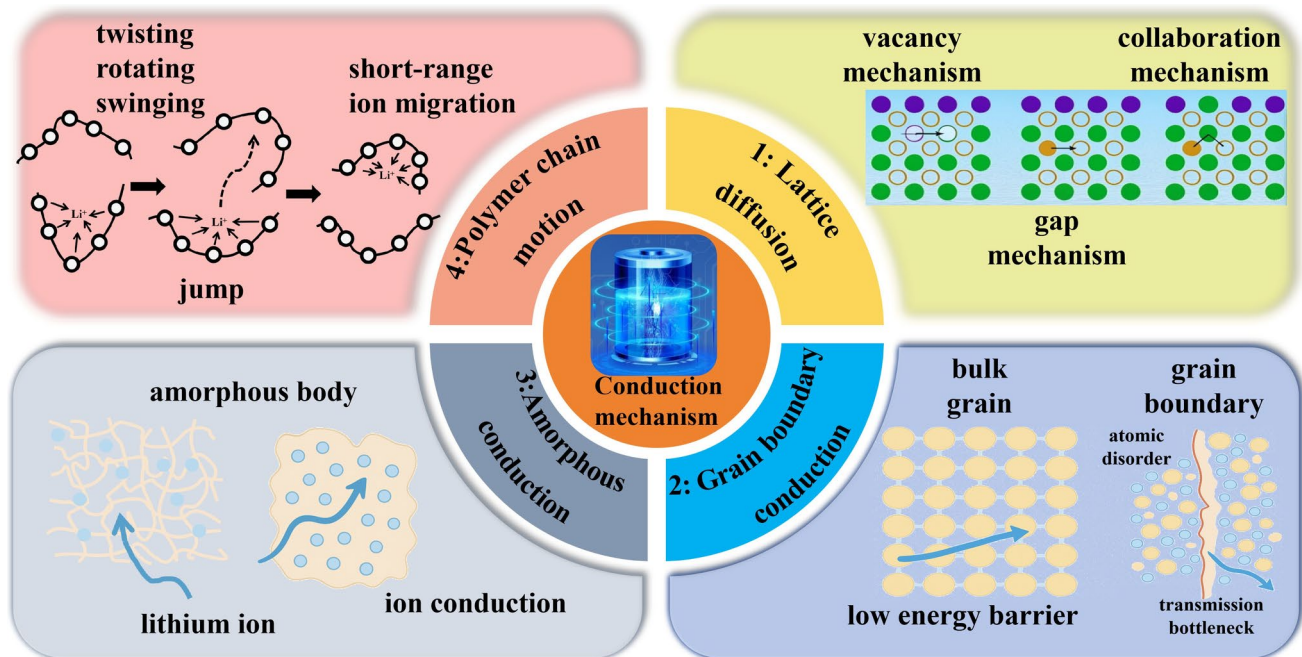 twisting
rotating
swinging
short-range
ion migration
Li⁺
Li⁺
Li⁺
jump
vacancy
mechanism
collaboration
mechanism
gap
mechanism
4:Polymer chain
motion
1: Lattice
diffusion
Conduction
mechanism
3:Amorphous
conduction
2: Grain boundary
conduction
amorphous body
lithium ion
ion conduction
bulk
grain
low energy barrier
grain
boundary
atomic
disorder
transmission
bottleneck